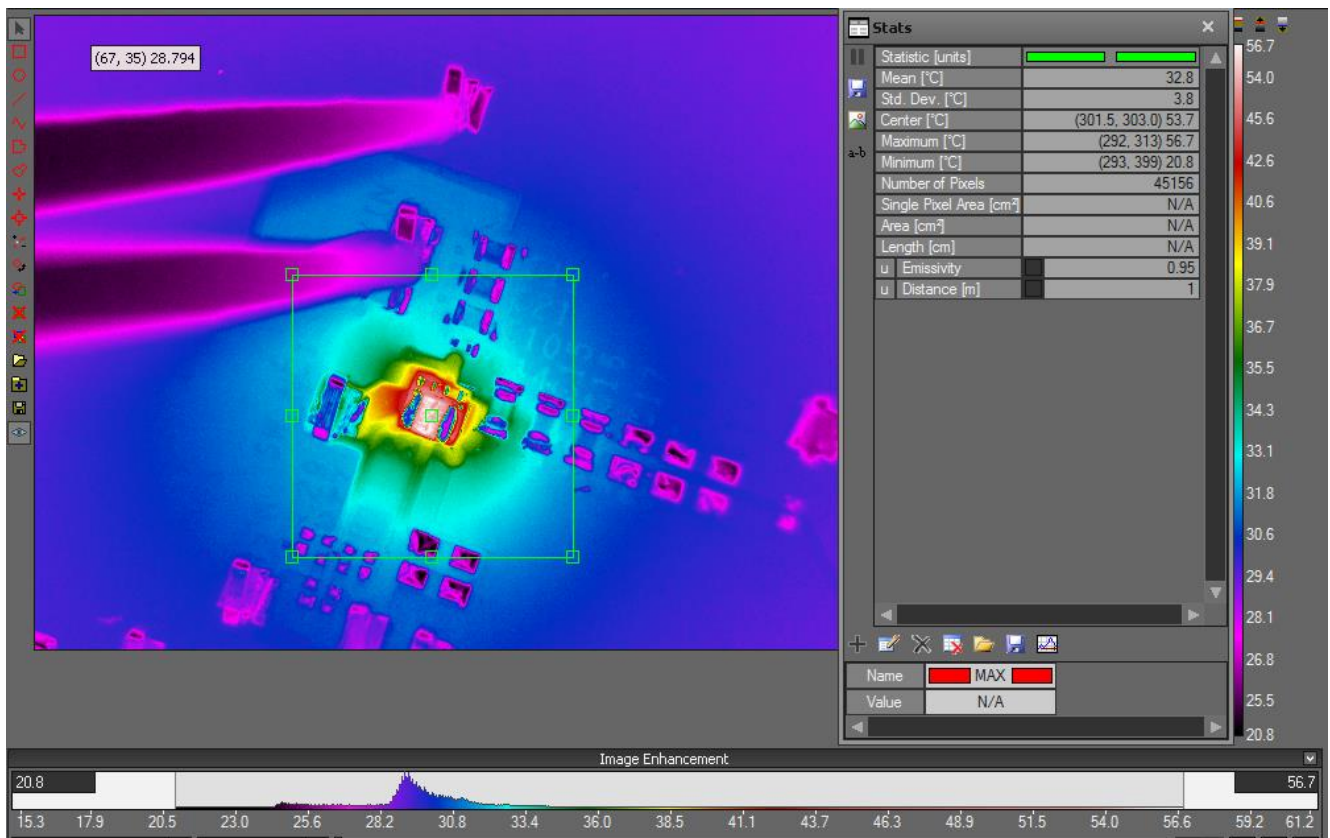 Stats
(67, 35) 28.794
Statistic [units]
Mean [°C] 32.8
Std. Dev. [°C] 3.8
Center [°C] (301.5, 303.0) 53.7
Maximum [°C] (292, 313) 56.7
Minimum [°C] (293, 399) 20.8
Number of Pixels 45156
Single Pixel Area [cm²] N/A
Area [cm²] N/A
Length [cm] N/A
u Emissivity 0.95
u Distance [m] 1
a-b
Name MAX
Value N/A
56.7
54.0
45.6
42.6
40.6
39.1
37.9
36.7
35.5
34.3
33.1
31.8
30.6
29.4
28.1
26.8
25.5
20.8
Image Enhancement
20.8 56.7
15.3 17.9 20.5 23.0 25.6 28.2 30.8 33.4 36.0 38.5 41.1 43.7 46.3 48.9 51.5 54.0 56.6 59.2 61.2